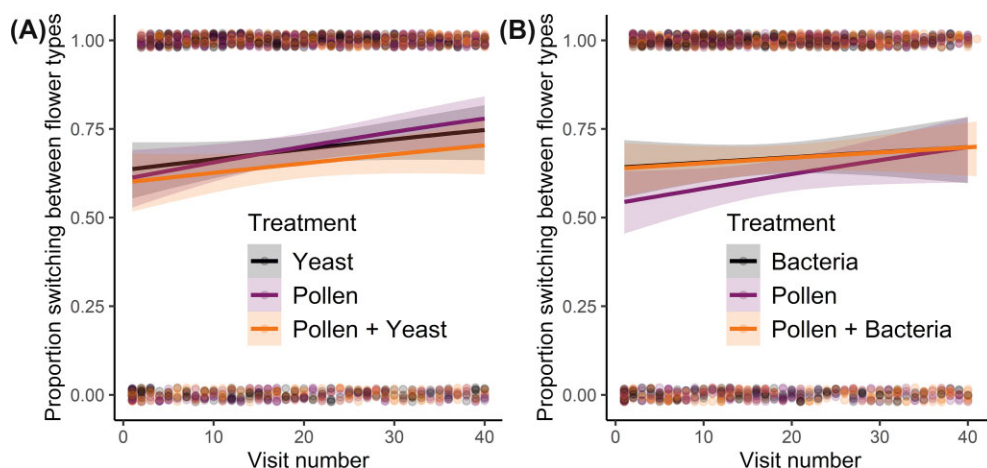 (A)
Proportion switching between flower types
1.00
0.75
0.50
0.25
0.00
Treatment
Yeast
Pollen
Pollen + Yeast
0 10 20 30 40
Visit number
(B)
Proportion switching between flower types
1.00
0.75
0.50
0.25
0.00
Treatment
Bacteria
Pollen
Pollen + Bacteria
0 10 20 30 40
Visit number